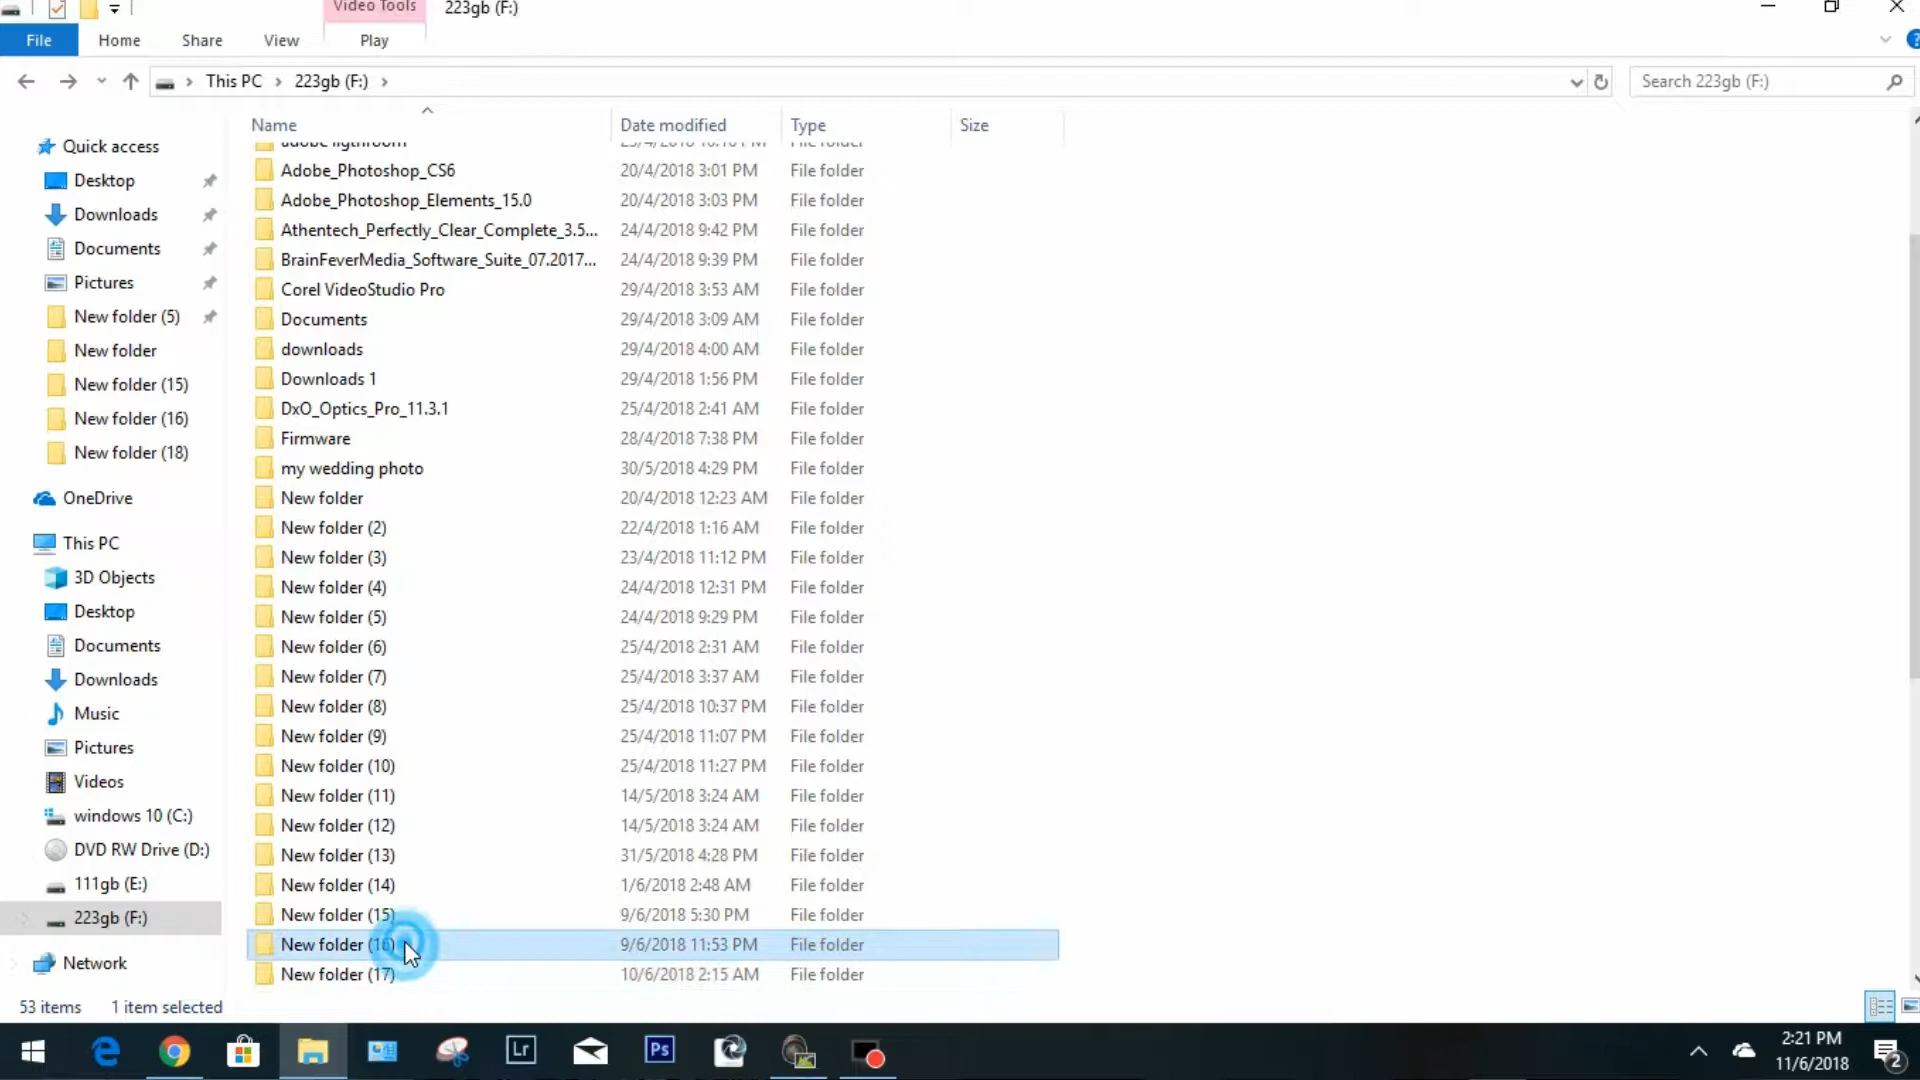 Video Tools
223gb (F:)
File
Home
Share
View
Play
This PC
223gb (F:)
Search 223gb (F:)
Name
Date modified
Type
Size
Quick access
Desktop
Downloads
Documents
Pictures
New folder (5)
New folder
New folder (15)
New folder (16)
New folder (18)
OneDrive
This PC
3D Objects
Desktop
Documents
Downloads
Music
Pictures
Videos
windows 10 (C:)
DVD RW Drive (D:)
111gb (E:)
223gb (F:)
Network
Adobe_Photoshop_CS6 20/4/2018 3:01 PM File folder
Adobe_Photoshop_Elements_15.0 20/4/2018 3:03 PM File folder
Athentech_Perfectly_Clear_Complete_3.5... 24/4/2018 9:42 PM File folder
BrainFeverMedia_Software_Suite_07.2017... 24/4/2018 9:39 PM File folder
Corel VideoStudio Pro 29/4/2018 3:53 AM File folder
Documents 29/4/2018 3:09 AM File folder
downloads 29/4/2018 4:00 AM File folder
Downloads 1 29/4/2018 1:56 PM File folder
DxO_Optics_Pro_11.3.1 25/4/2018 2:41 AM File folder
Firmware 28/4/2018 7:38 PM File folder
my wedding photo 30/5/2018 4:29 PM File folder
New folder 20/4/2018 12:23 AM File folder
New folder (2) 22/4/2018 1:16 AM File folder
New folder (3) 23/4/2018 11:12 PM File folder
New folder (4) 24/4/2018 12:31 PM File folder
New folder (5) 24/4/2018 9:29 PM File folder
New folder (6) 25/4/2018 2:31 AM File folder
New folder (7) 25/4/2018 3:37 AM File folder
New folder (8) 25/4/2018 10:37 PM File folder
New folder (9) 25/4/2018 11:07 PM File folder
New folder (10) 25/4/2018 11:27 PM File folder
New folder (11) 14/5/2018 3:24 AM File folder
New folder (12) 14/5/2018 3:24 AM File folder
New folder (13) 31/5/2018 4:28 PM File folder
New folder (14) 1/6/2018 2:48 AM File folder
New folder (15) 9/6/2018 5:30 PM File folder
New folder (16) 9/6/2018 11:53 PM File folder
New folder (17) 10/6/2018 2:15 AM File folder
53 items 1 item selected
Lr
Ps
2:21 PM
11/6/2018
2